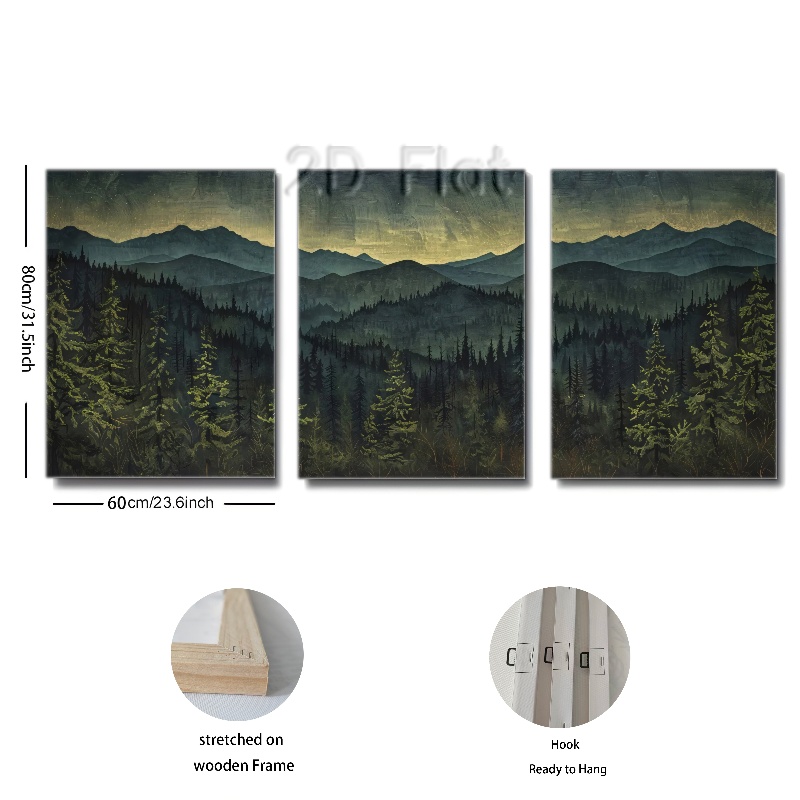 2D Flat
80cm/31.5inch
60cm/23.6inch
stretched on
wooden Frame
Hook
Ready to Hang